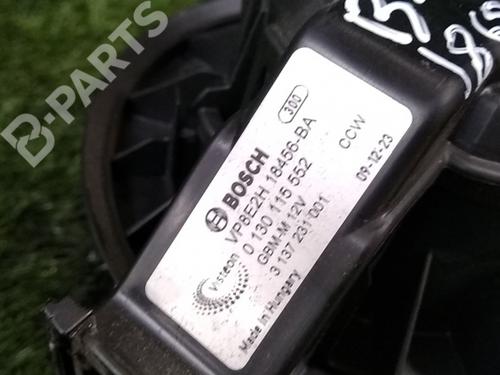 B-PARTS
300
BOSCH
VP8E2H 18456-BA
0 130 115 552
CCW
GBM-M 12V
09-12-23
3 137 231 001
Visteon
Made in Hungary